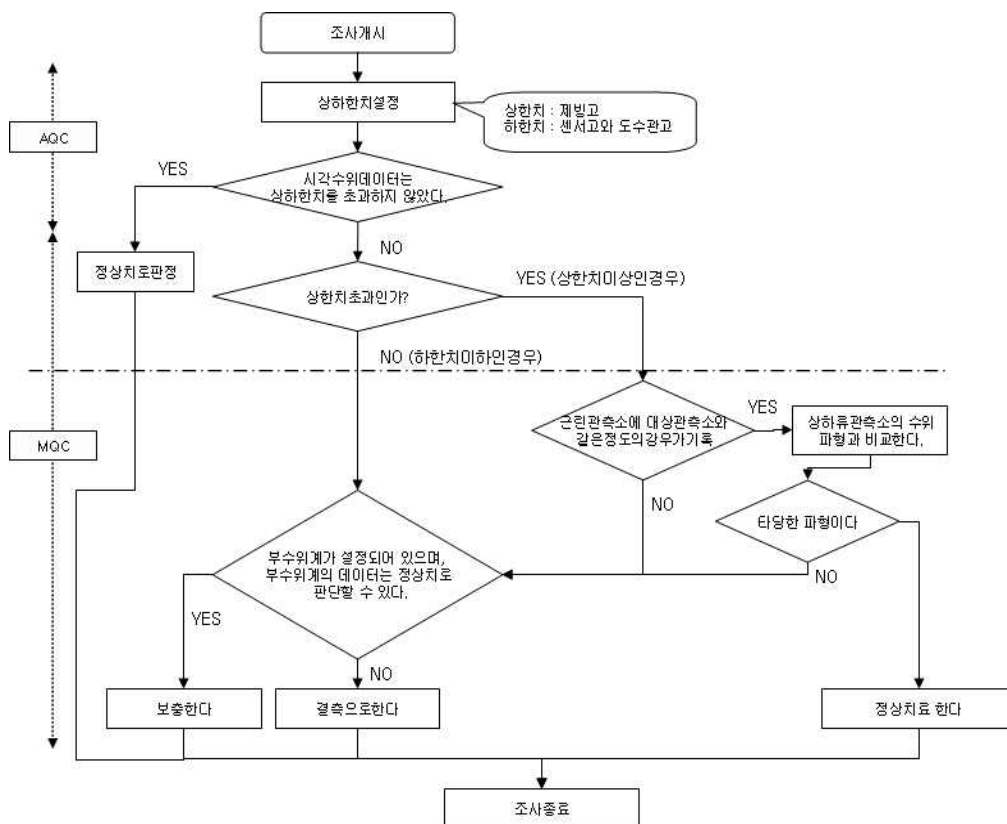 조사개시
상하한치설정
상한치 : 제방고
하한치 : 센서고와 도수관고
AQC
YES
시각수위데이터는
상하한치를 초과하지 않았다.
NO
정상치로판정
상한치초과인가?
YES (상한치이상인경우)
NO (하한치이하인경우)
MQC
근린관측소에 대상관측소와
같은정도의강우가기록
YES
상하류관측소의 수위
파형과 비교한다.
NO
타당한 파형이다
NO
부수위계가 설정되어 있으며,
부수위계의 데이터는 정상치로
판단할 수 있다.
YES
NO
보충한다
결측으로한다
정상치료 한다
조사종료